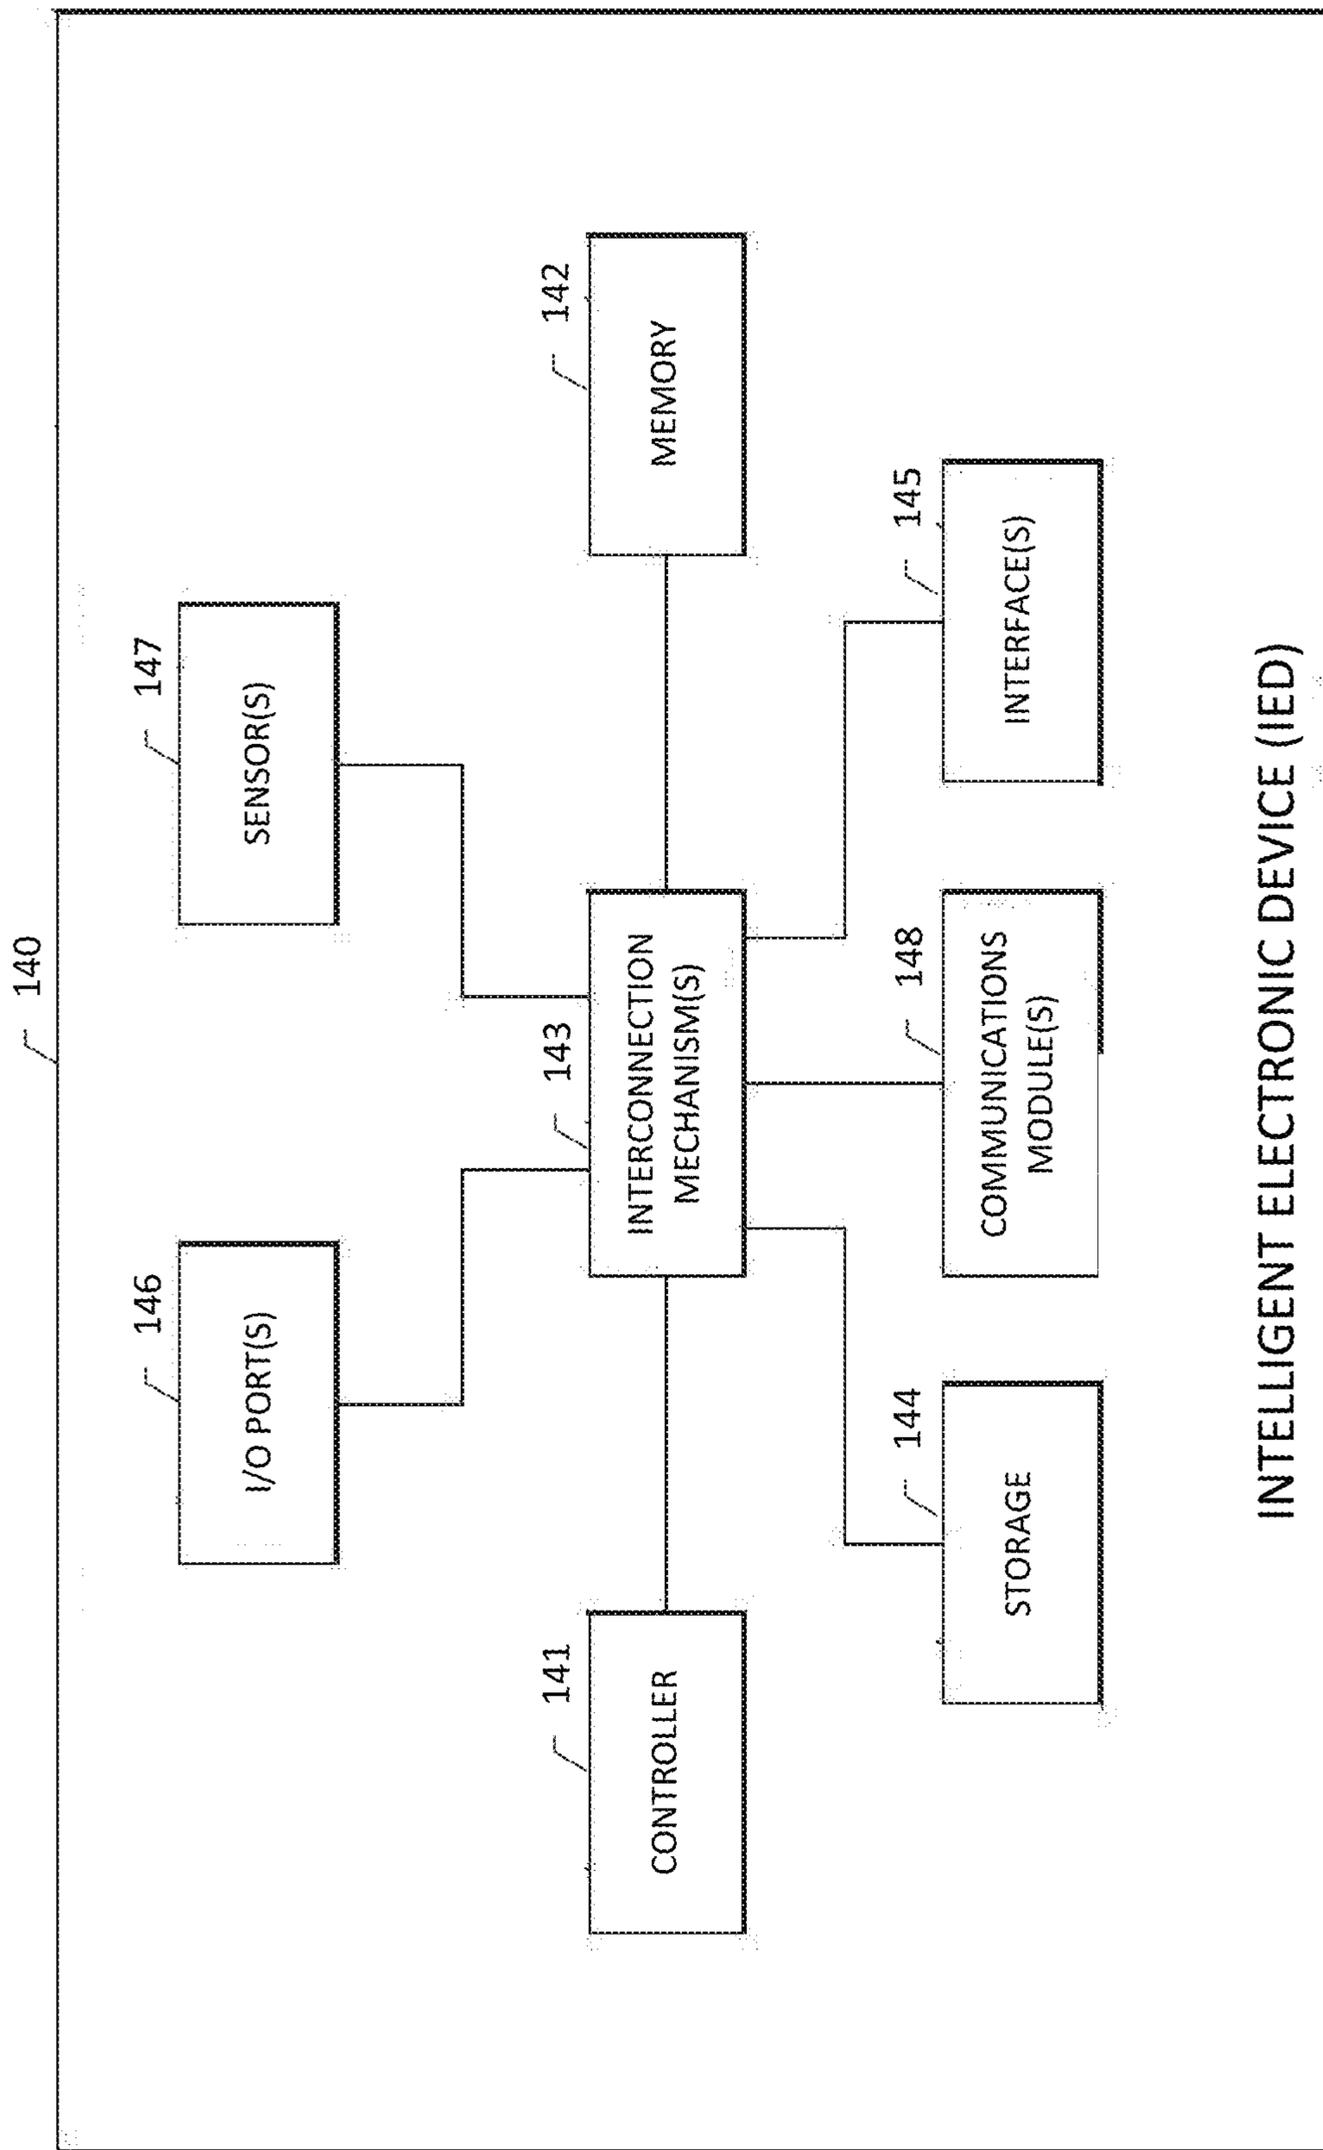 140
146
I/O PORT(S)
147
SENSOR(S)
141
CONTROLLER
143
INTERCONNECTION
MECHANISM(S)
142
MEMORY
144
STORAGE
148
COMMUNICATIONS
MODULE(S)
145
INTERFACE(S)
INTELLIGENT ELECTRONIC DEVICE (IED)